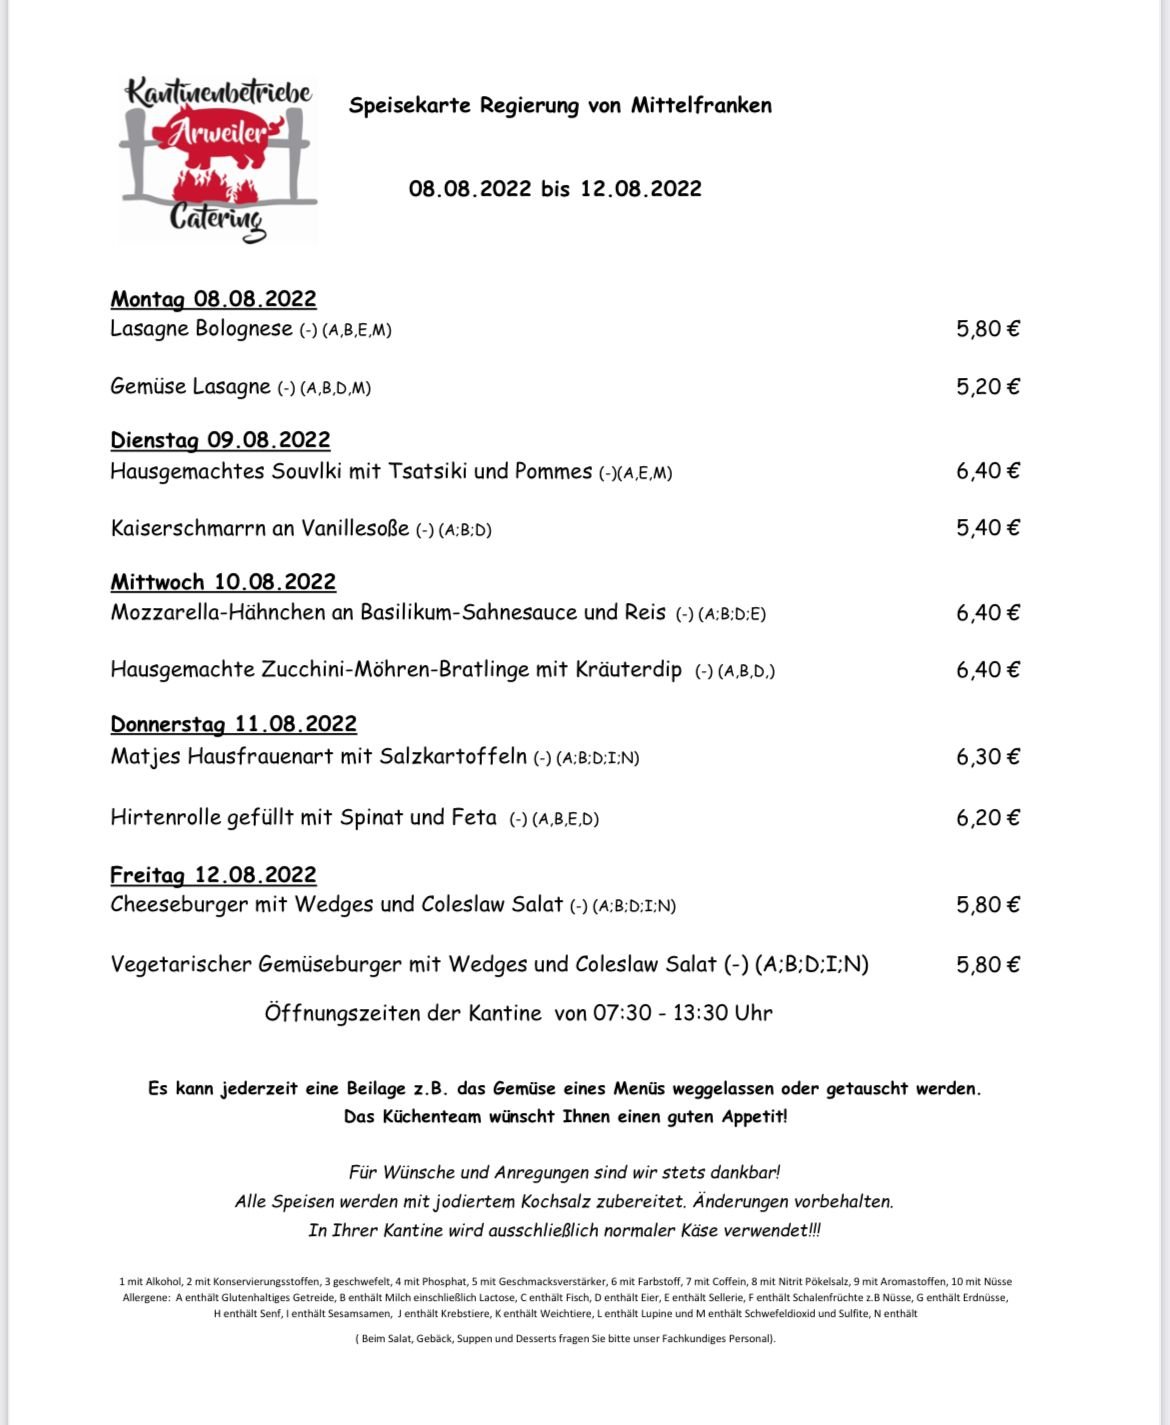 Kantinenbetriebe
Arweiler
Catering
Speisekarte Regierung von Mittelfranken
08.08.2022 bis 12.08.2022
Montag 08.08.2022
Lasagne Bolognese (-) (A,B,E,M) 5,80 €
Gemüse Lasagne (-) (A,B,D,M) 5,20 €
Dienstag 09.08.2022
Hausgemachtes Souvlki mit Tsatsiki und Pommes (-)(A,E,M) 6,40 €
Kaiserschmarrn an Vanillesoße (-) (A;B;D) 5,40 €
Mittwoch 10.08.2022
Mozzarella-Hähnchen an Basilikum-Sahnesauce und Reis (-) (A;B;D;E) 6,40 €
Hausgemachte Zucchini-Möhren-Bratlinge mit Kräuterdip (-) (A,B,D,) 6,40 €
Donnerstag 11.08.2022
Matjes Hausfrauenart mit Salzkartoffeln (-) (A;B;D;I;N) 6,30 €
Hirtenrolle gefüllt mit Spinat und Feta (-) (A,B,E,D) 6,20 €
Freitag 12.08.2022
Cheeseburger mit Wedges und Coleslaw Salat (-) (A;B;D;I;N) 5,80 €
Vegetarischer Gemüseburger mit Wedges und Coleslaw Salat (-) (A;B;D;I;N) 5,80 €
Öffnungszeiten der Kantine von 07:30 - 13:30 Uhr
Es kann jederzeit eine Beilage z.B. das Gemüse eines Menüs weggelassen oder getauscht werden.
Das Küchenteam wünscht Ihnen einen guten Appetit!
Für Wünsche und Anregungen sind wir stets dankbar!
Alle Speisen werden mit jodiertem Kochsalz zubereitet. Änderungen vorbehalten.
In Ihrer Kantine wird ausschließlich normaler Käse verwendet!!!
1 mit Alkohol, 2 mit Konservierungsstoffen, 3 geschwefelt, 4 mit Phosphat, 5 mit Geschmacksverstärker, 6 mit Farbstoff, 7 mit Coffein, 8 mit Nitrit Pökelsalz, 9 mit Aromastoffen, 10 mit Nüsse
Allergene: A enthält Glutenhaltiges Getreide, B enthält Milch einschließlich Lactose, C enthält Fisch, D enthält Eier, E enthält Sellerie, F enthält Schalenfrüchte z.B Nüsse, G enthält Erdnüsse,
H enthält Senf, I enthält Sesamsamen, J enthält Krebstiere, K enthält Weichtiere, L enthält Lupine und M enthält Schwefeldioxid und Sulfite, N enthält
( Beim Salat, Gebäck, Suppen und Desserts fragen Sie bitte unser Fachkundiges Personal).